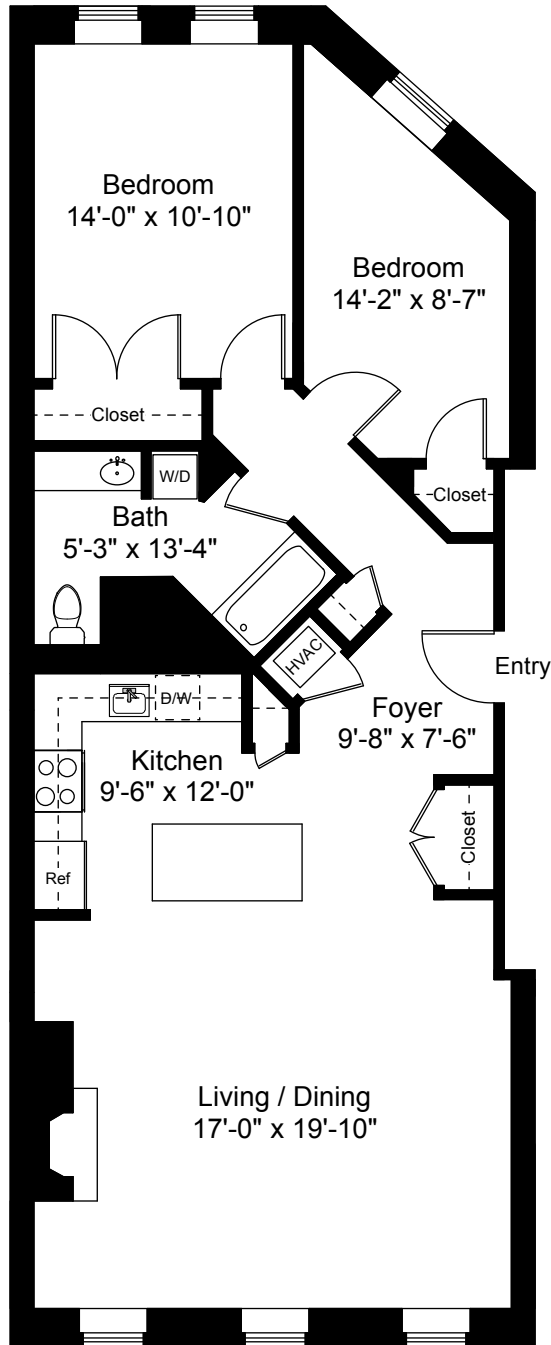 Bedroom
14'-0" x 10'-10"
Bedroom
14'-2" x 8'-7"
Closet
W/D
Closet
Bath
5'-3" x 13'-4"
HVAC
Entry
D/W
Foyer
9'-8" x 7'-6"
Kitchen
9'-6" x 12'-0"
Closet
Ref
Living / Dining
17'-0" x 19'-10"